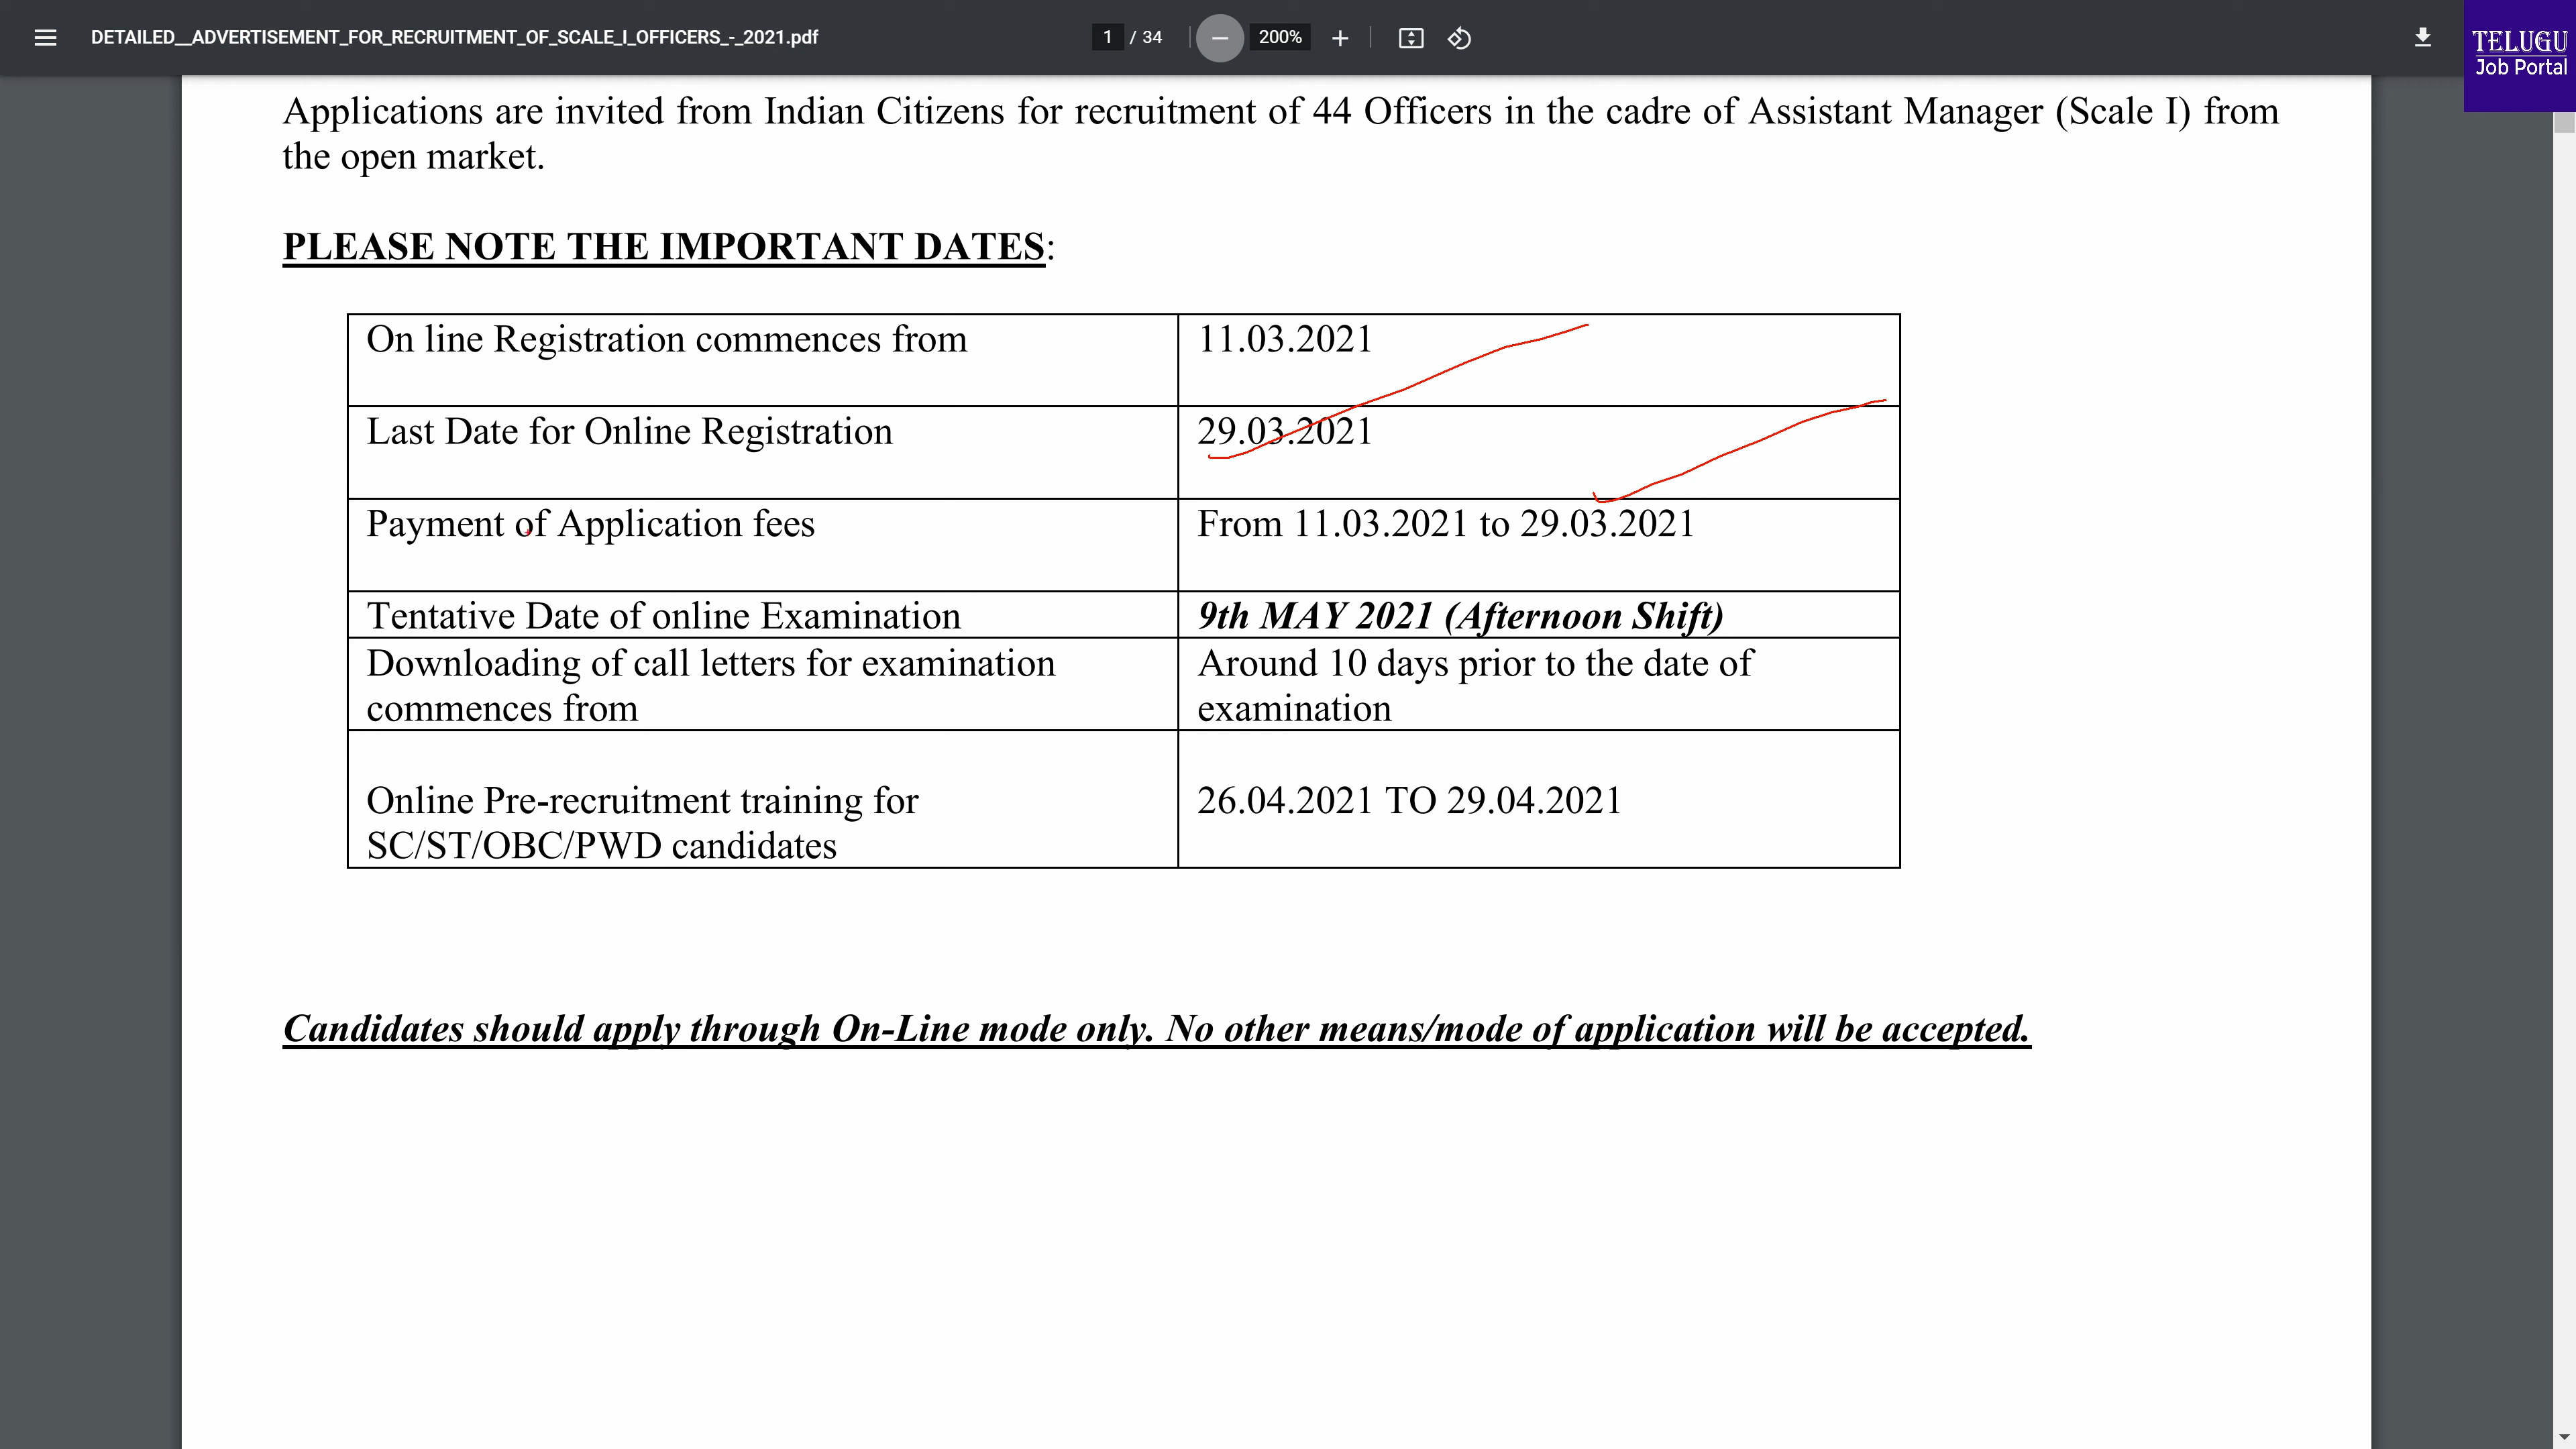 DETAILED__ADVERTISEMENT_FOR_RECRUITMENT_OF_SCALE_I_OFFICERS_-_2021.pdf
1 / 34
200%
TELUGU
Job Portal
Applications are invited from Indian Citizens for recruitment of 44 Officers in the cadre of Assistant Manager (Scale I) from
the open market.
PLEASE NOTE THE IMPORTANT DATES:
On line Registration commences from
11.03.2021
Last Date for Online Registration
29.03.2021
Payment of Application fees
From 11.03.2021 to 29.03.2021
Tentative Date of online Examination
9th MAY 2021 (Afternoon Shift)
Downloading of call letters for examination
commences from
Around 10 days prior to the date of
examination
Online Pre-recruitment training for
SC/ST/OBC/PWD candidates
26.04.2021 TO 29.04.2021
Candidates should apply through On-Line mode only. No other means/mode of application will be accepted.